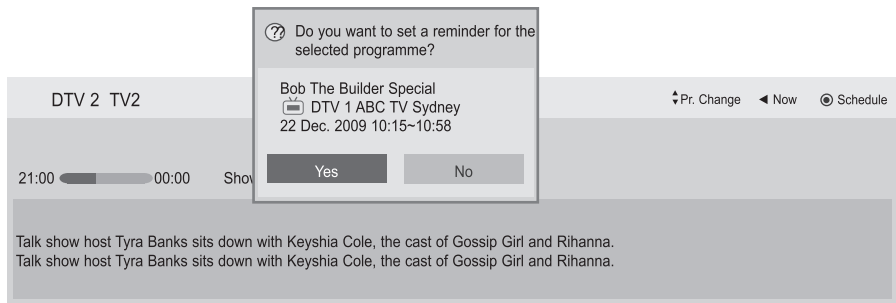 Do you want to set a reminder for the
selected programme?
Bob The Builder Special
DTV 1 ABC TV Sydney
22 Dec. 2009 10:15~10:58
Yes No
DTV 2 TV2 Pr. Change Now Schedule
21:00 00:00
Talk show host Tyra Banks sits down with Keyshia Cole, the cast of Gossip Girl and Rihanna.
Talk show host Tyra Banks sits down with Keyshia Cole, the cast of Gossip Girl and Rihanna.